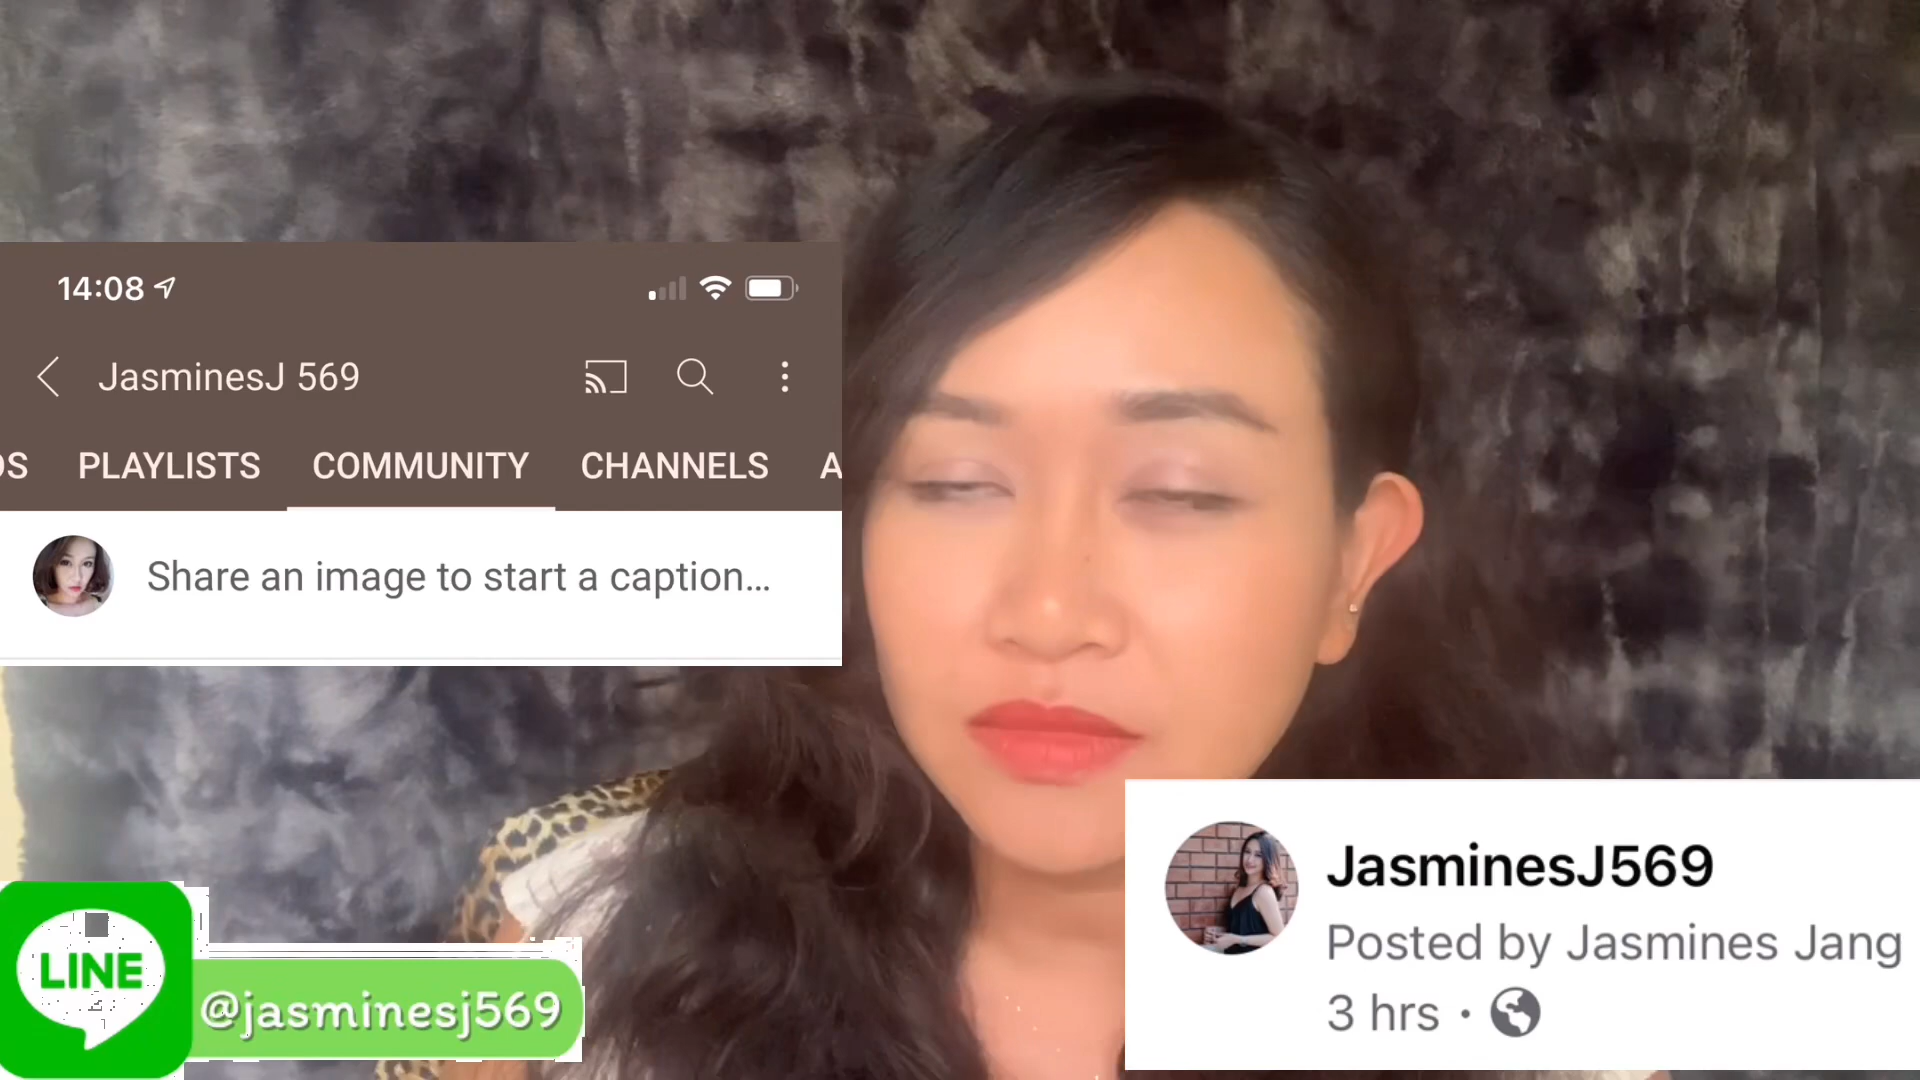 14:08
JasminesJ 569
OS PLAYLISTS COMMUNITY CHANNELS A
Share an image to start a caption...
LINE
@jasminesj569
JasminesJ569
Posted by Jasmines Jang
3 hrs ·